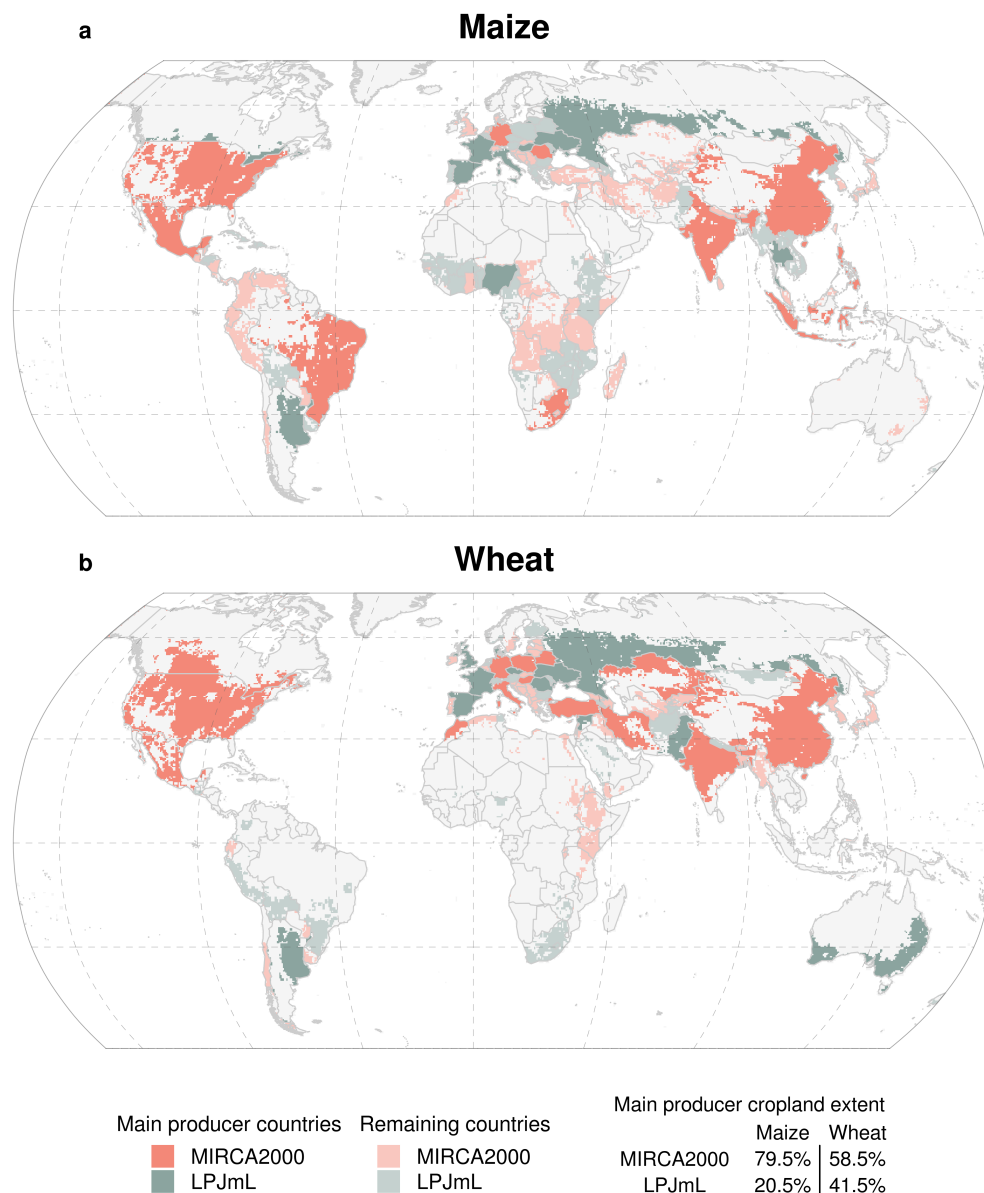 a
Maize
b
Wheat
Main producer countries
MIRCA2000
LPJmL
Remaining countries
MIRCA2000
LPJmL
Main producer cropland extent
Maize Wheat
MIRCA2000 79.5% 58.5%
LPJmL 20.5% 41.5%